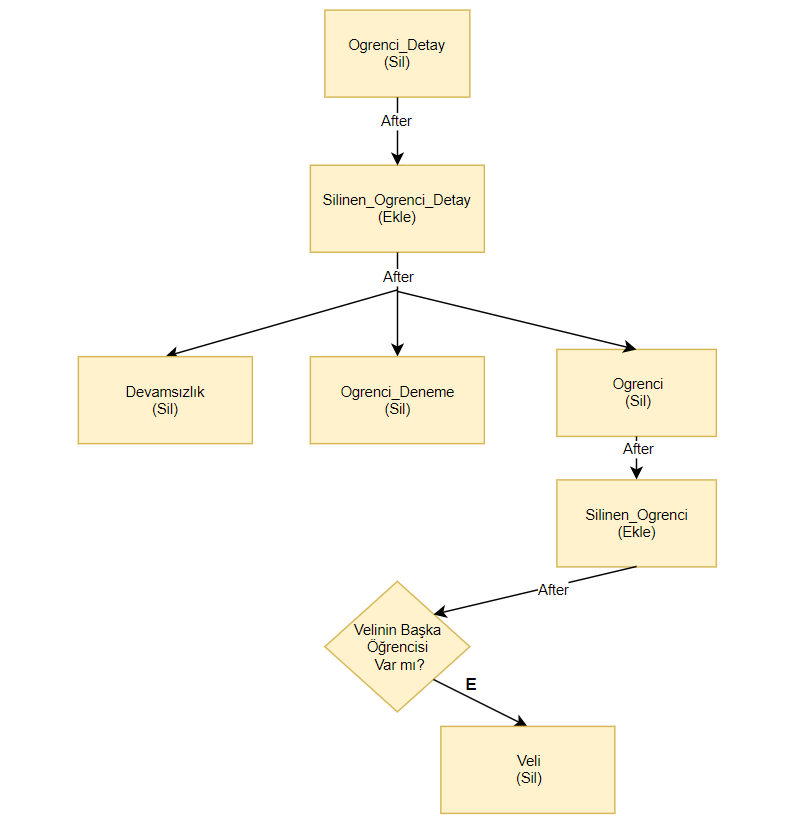 Ogrenci_Detay
(Sil)
After
Silinen_Ogrenci_Detay
(Ekle)
After
Devamsızlık
(Sil)
Ogrenci_Deneme
(Sil)
Ogrenci
(Sil)
After
Silinen_Ogrenci
(Ekle)
After
Velinin Başka
Öğrencisi
Var mı?
E
Veli
(Sil)